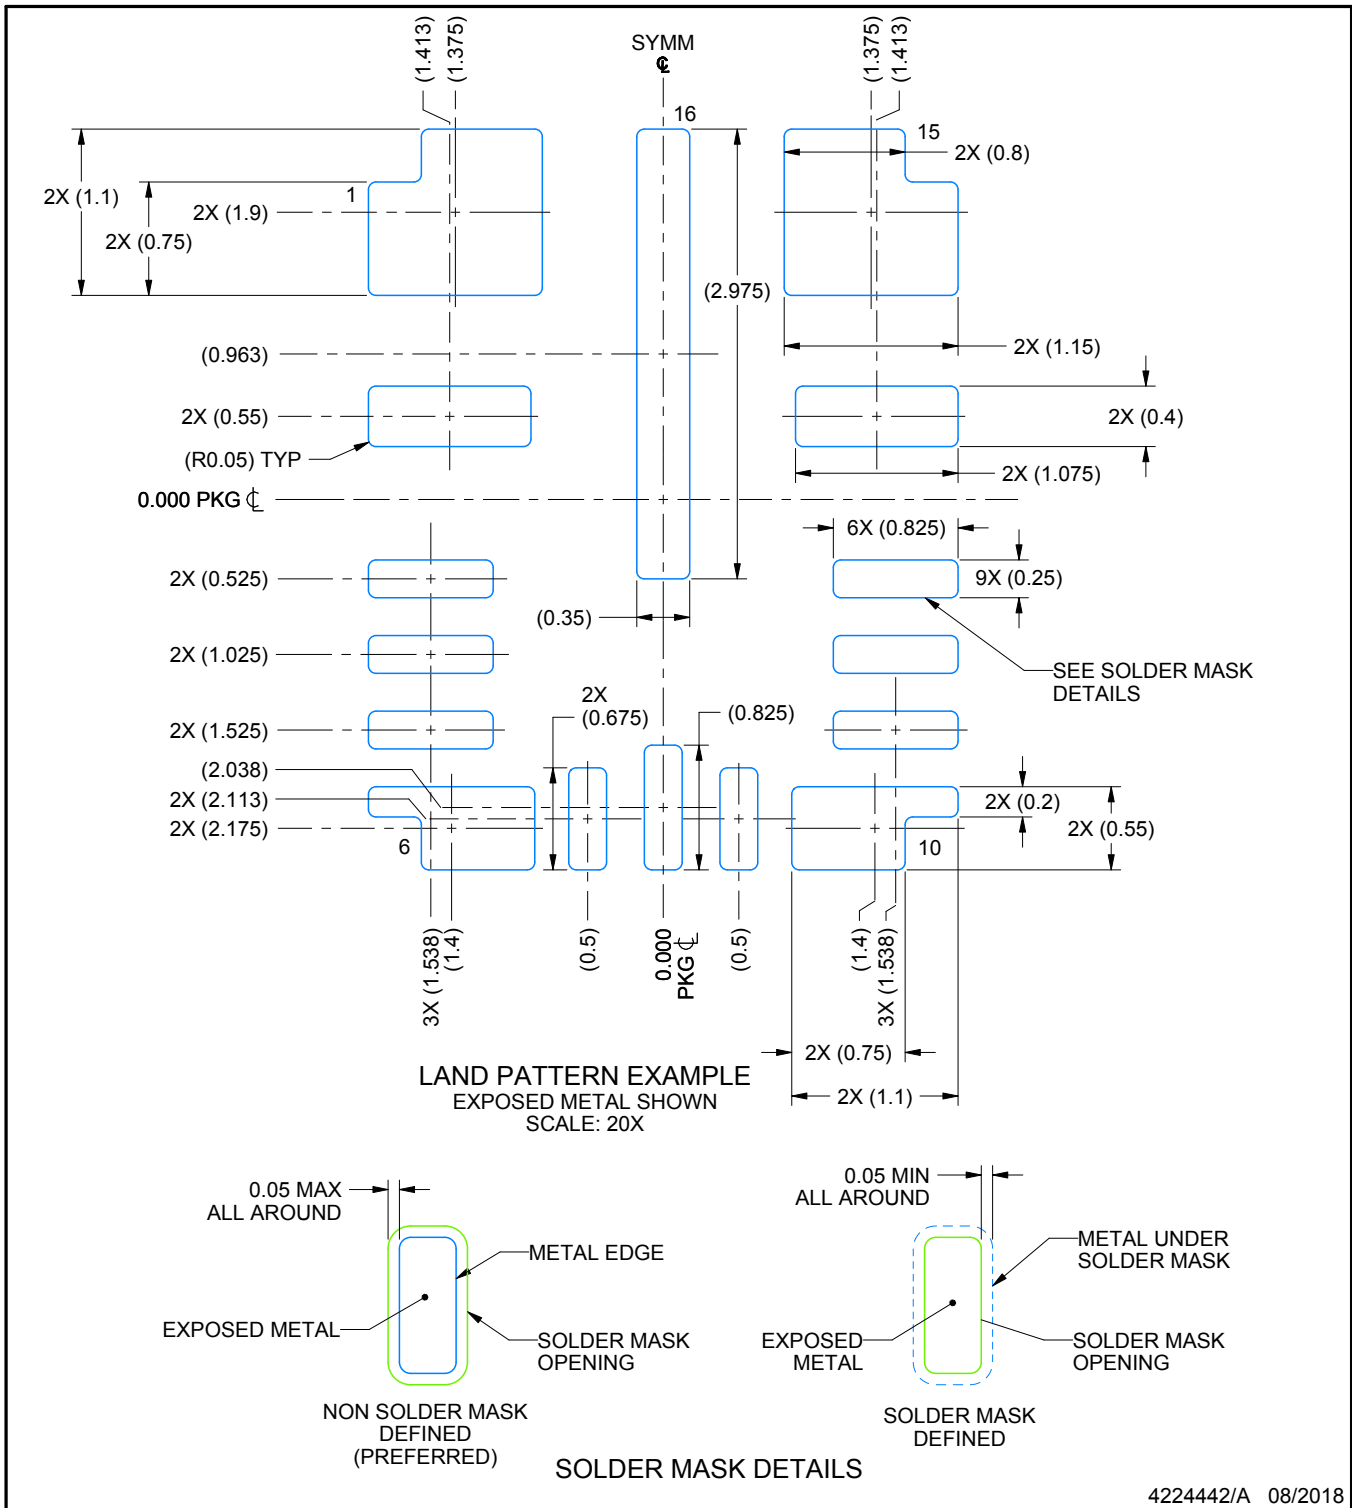 (1.413)
(1.375)
SYMM
℄
(1.375)
(1.413)
16
15
2X (0.8)
2X (1.1)
1
2X (1.9)
2X (0.75)
(2.975)
2X (1.15)
(0.963)
2X (0.55)
2X (0.4)
(R0.05) TYP
2X (1.075)
0.000 PKG ℄
6X (0.825)
2X (0.525)
9X (0.25)
(0.35)
2X (1.025)
SEE SOLDER MASK
DETAILS
2X
(0.675)
(0.825)
2X (1.525)
(2.038)
2X (2.113)
2X (2.175)
2X (0.2)
2X (0.55)
6
10
3X (1.538)
(1.4)
(0.5)
0.000
PKG ℄
(0.5)
(1.4)
3X (1.538)
2X (0.75)
2X (1.1)
LAND PATTERN EXAMPLE
EXPOSED METAL SHOWN
SCALE: 20X
0.05 MAX
ALL AROUND
METAL EDGE
EXPOSED METAL
SOLDER MASK
OPENING
NON SOLDER MASK
DEFINED
(PREFERRED)
0.05 MIN
ALL AROUND
METAL UNDER
SOLDER MASK
EXPOSED
METAL
SOLDER MASK
OPENING
SOLDER MASK
DEFINED
SOLDER MASK DETAILS
4224442/A 08/2018